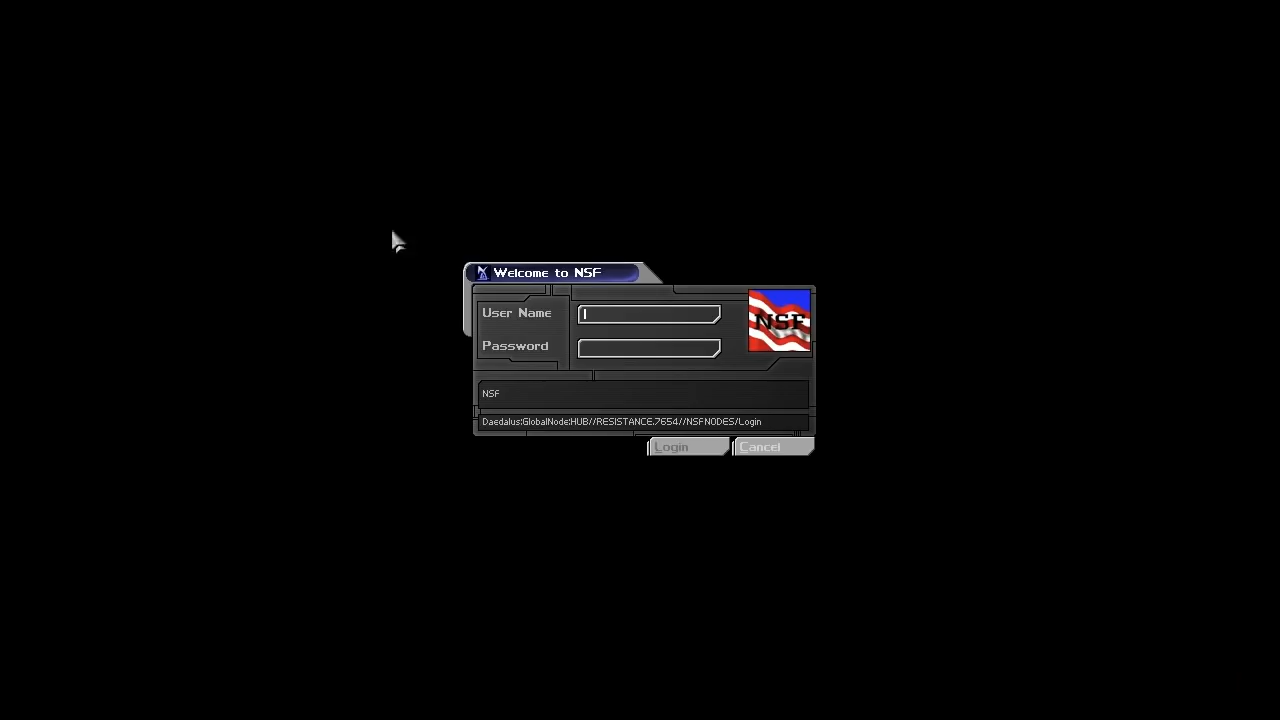 Welcome to NSF
User Name
NSF
Password
NSF
Daedalus:GlobalNode:HUB//RESISTANCE.7654//NSFNODES/Login
Login
Cancel